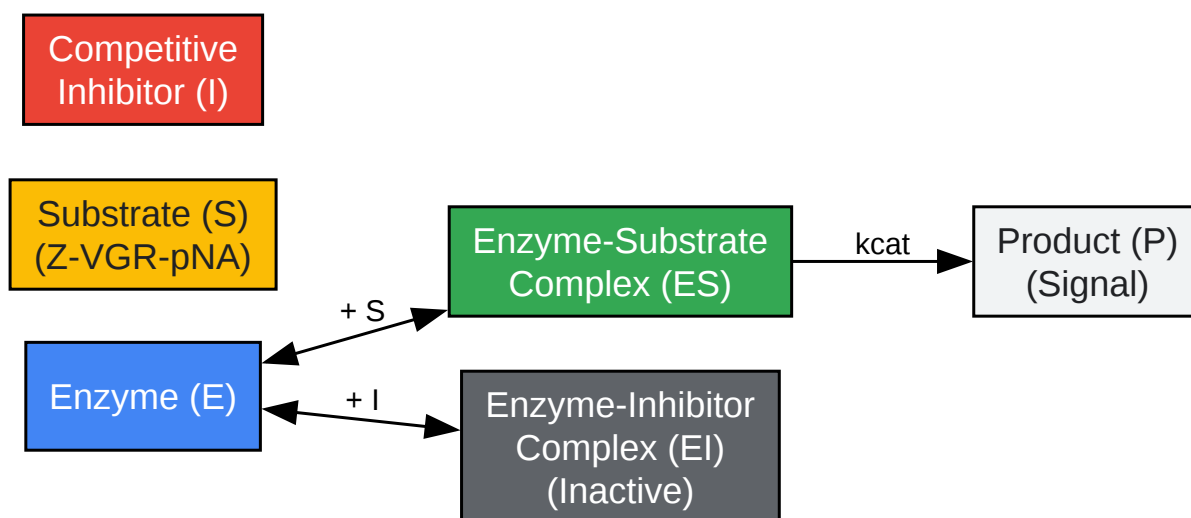 Competitive
Inhibitor (I)
Substrate (S)
(Z-VGR-pNA)
Enzyme (E)
+ S
+ I
Enzyme-Substrate
Complex (ES)
Enzyme-Inhibitor
Complex (EI)
(Inactive)
kcat
Product (P)
(Signal)